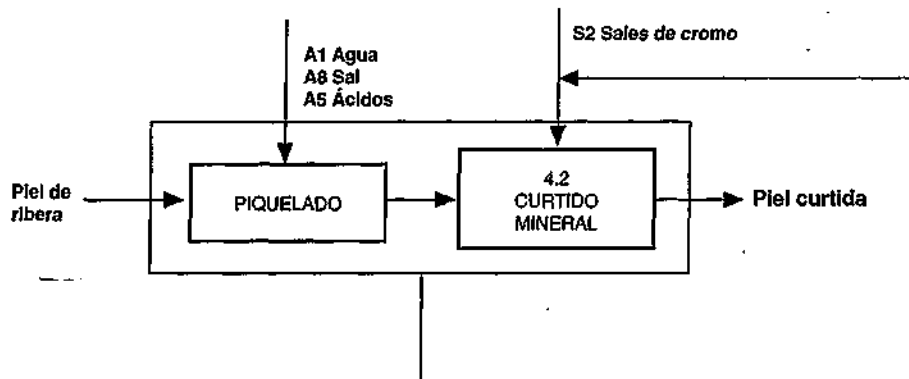 S2 Sales de cromo
A1 Agua
A8 Sal
A5 Ácidos
Piel de
ribera
PIQUELADO
4.2
CURTIDO
MINERAL
Piel curtida